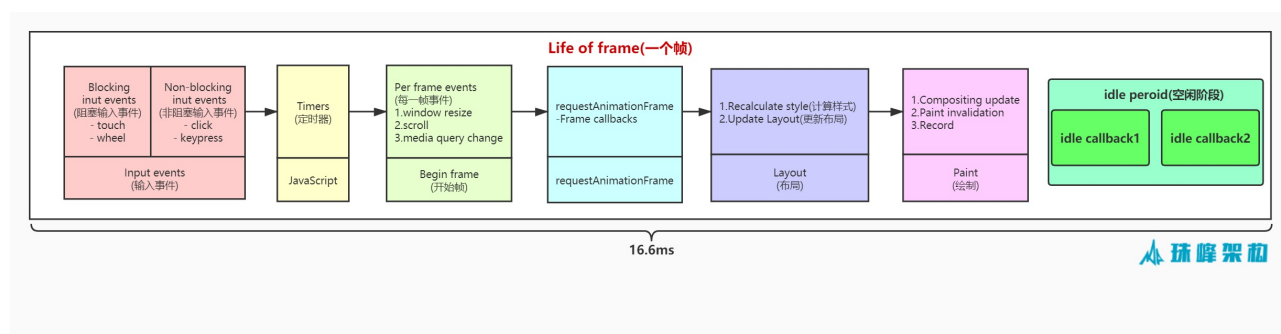 Life of frame(一个帧)
Blocking
inut events
(阻塞输入事件)
- touch
- wheel
Non-blocking
inut events
(非阻塞输入事件)
- click
- keypress
Input events
(输入事件)
Timers
(定时器)
JavaScript
Per frame events
(每一帧事件)
1.window resize
2.scroll
3.media query change
Begin frame
(开始帧)
requestAnimationFrame
-Frame callbacks
requestAnimationFrame
1.Recalculate style(计算样式)
2.Update Layout(更新布局)
Layout
(布局)
1.Compositing update
2.Paint invalidation
3.Record
Paint
(绘制)
idle peroid(空闲阶段)
idle callback1
idle callback2
16.6ms
珠峰架构